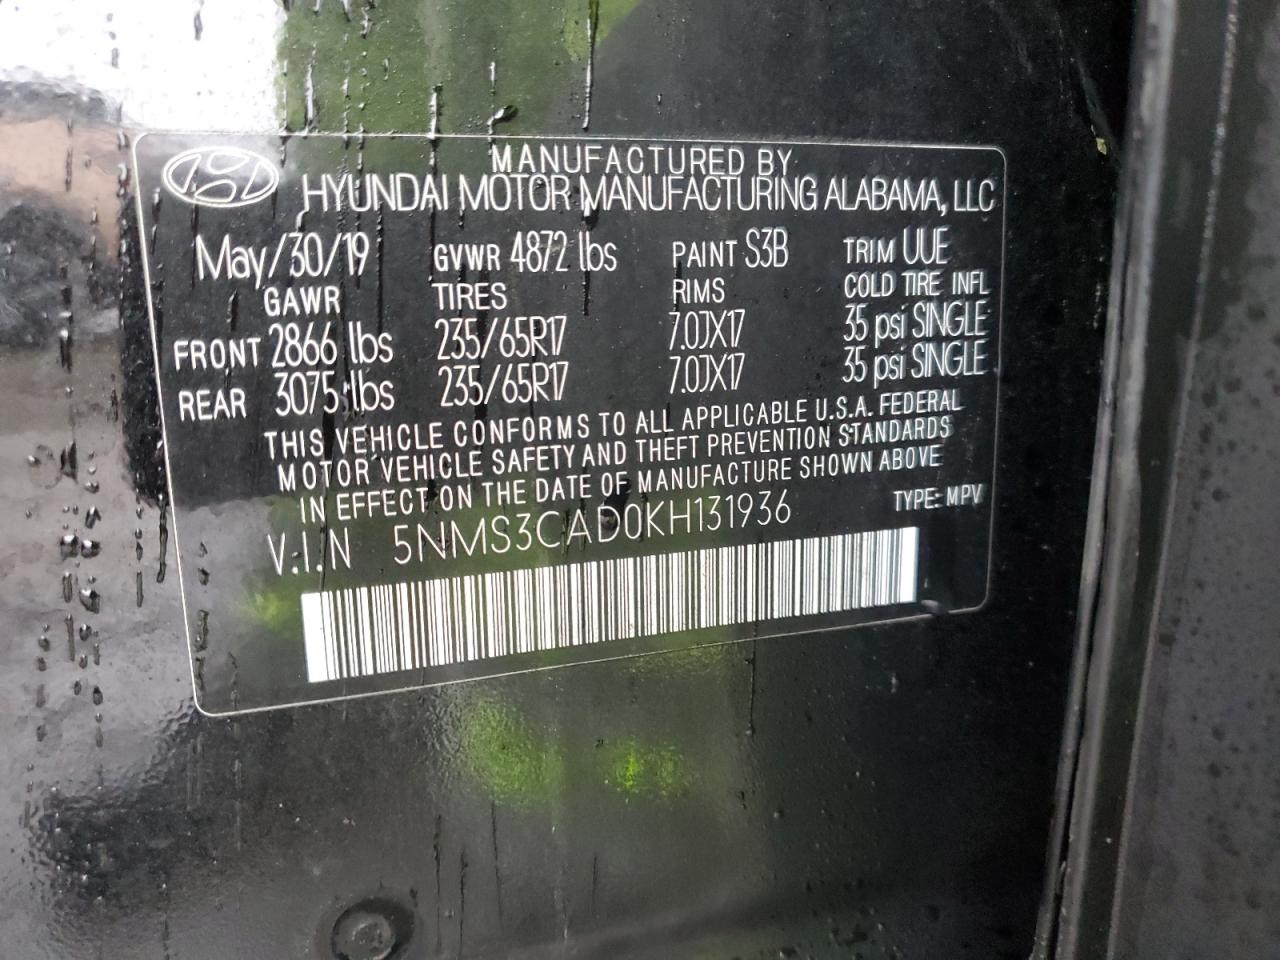 MANUFACTURED BY
HYUNDAI MOTOR MANUFACTURING ALABAMA, LLC
May/30/19 GVWR 4872 lbs PAINT S3B TRIM UUE
GAWR TIRES RIMS COLD TIRE INFL
FRONT 2866 lbs 235/65R17 7.0JX17 35 psi SINGLE
REAR 3075 lbs 235/65R17 7.0JX17 35 psi SINGLE
THIS VEHICLE CONFORMS TO ALL APPLICABLE U.S.A. FEDERAL
MOTOR VEHICLE SAFETY AND THEFT PREVENTION STANDARDS
IN EFFECT ON THE DATE OF MANUFACTURE SHOWN ABOVE
V.I.N 5NMS3CAD0KH131936 TYPE: MPV